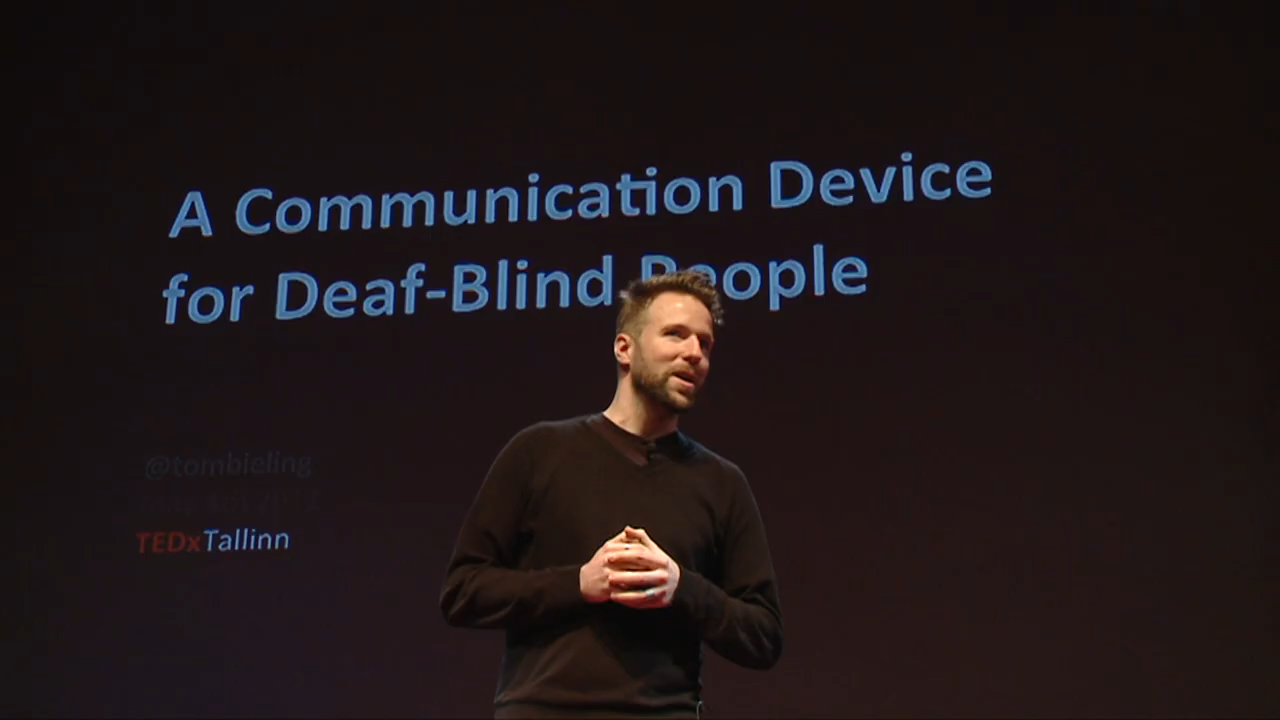 A Communication Device
for Deaf-Blind People
@tombieling
TEDxTallinn